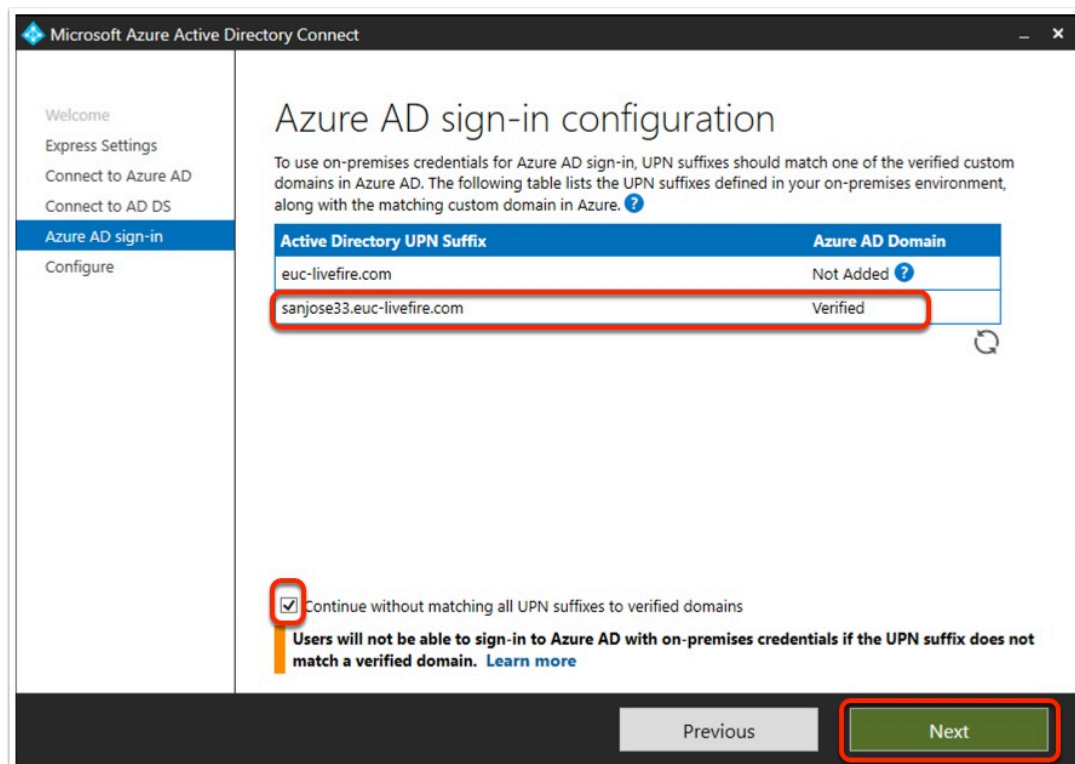 Microsoft Azure Active Directory Connect
Welcome
Express Settings
Connect to Azure AD
Connect to AD DS
Azure AD sign-in
Configure
Azure AD sign-in configuration
To use on-premises credentials for Azure AD sign-in, UPN suffixes should match one of the verified custom
domains in Azure AD. The following table lists the UPN suffixes defined in your on-premises environment,
along with the matching custom domain in Azure. ?
Active Directory UPN Suffix Azure AD Domain
euc-livefire.com Not Added ?
sanjose33.euc-livefire.com Verified
Continue without matching all UPN suffixes to verified domains
Users will not be able to sign-in to Azure AD with on-premises credentials if the UPN suffix does not
match a verified domain. Learn more
Previous Next